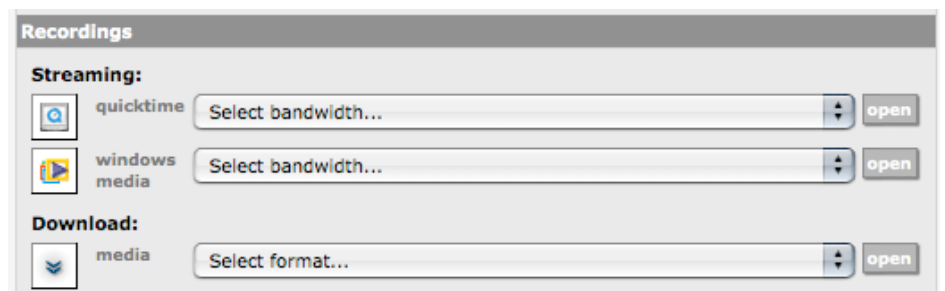 Recordings
Streaming:
quicktime Select bandwidth... open
windows media Select bandwidth... open
Download:
media Select format... open